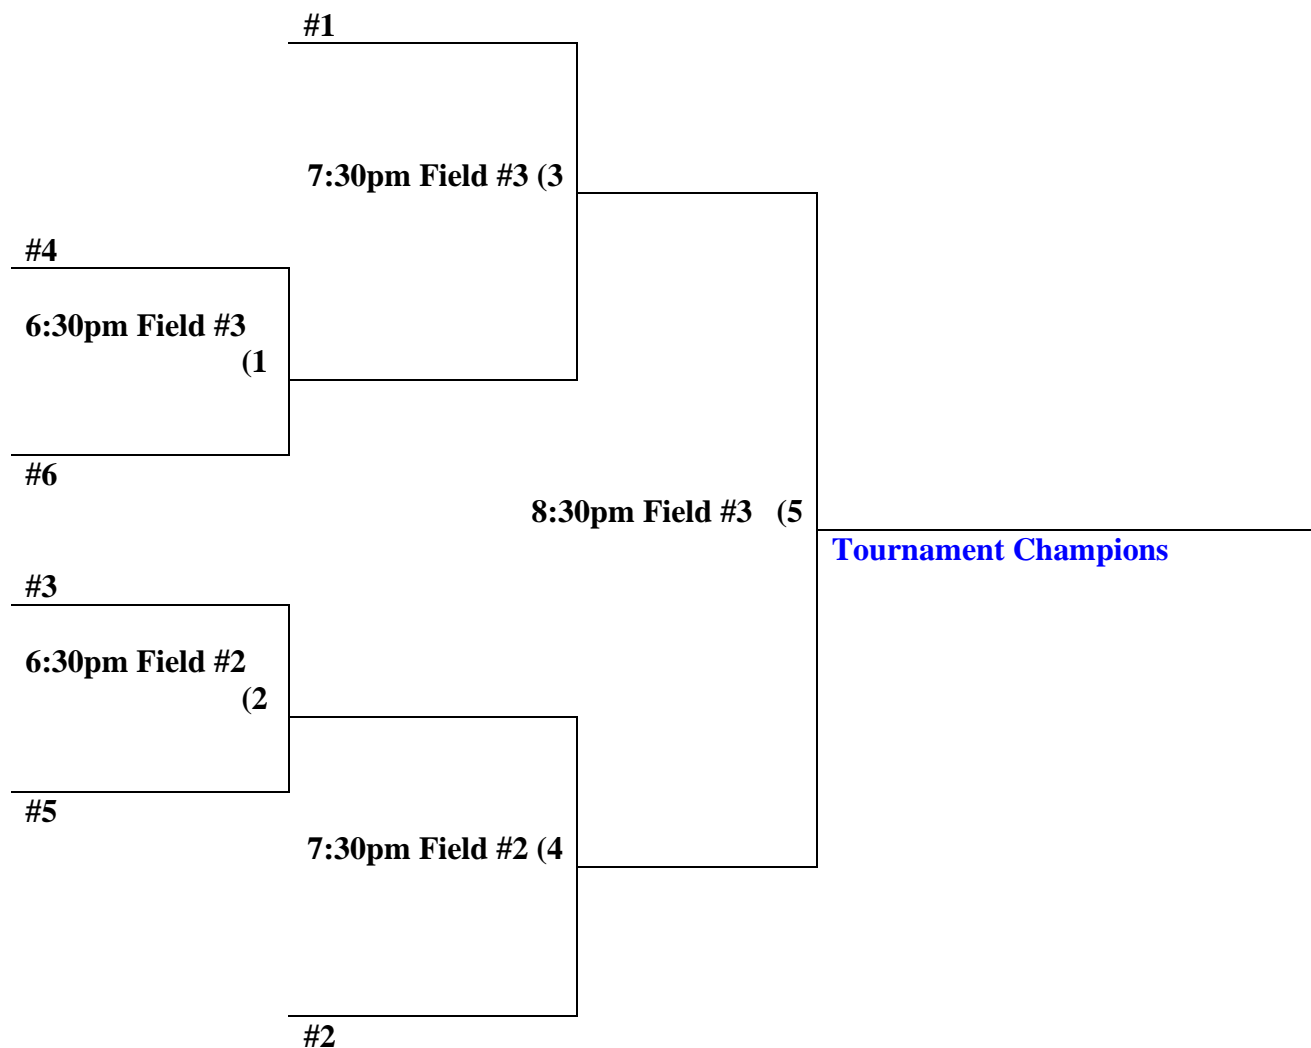 #1
7:30pm Field #3 (3
#4
6:30pm Field #3
(1
#6
8:30pm Field #3 (5
Tournament Champions
#3
6:30pm Field #2
(2
#5
7:30pm Field #2 (4
#2